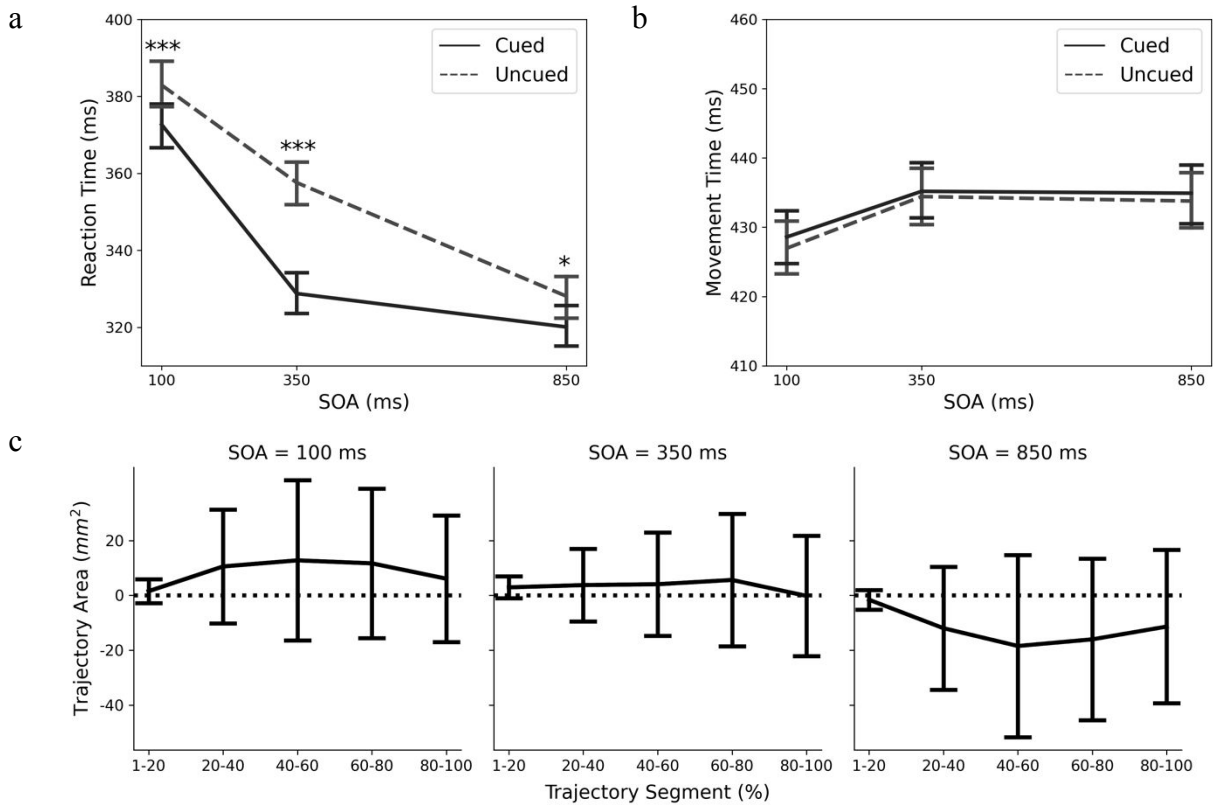 a
400
380
360
340
320
Reaction Time (ms)
***
***
*
Cued
Uncued
100
350
850
SOA (ms)
b
460
450
440
430
420
410
Movement Time (ms)
Cued
Uncued
100
350
850
SOA (ms)
c
SOA = 100 ms
SOA = 350 ms
SOA = 850 ms
Trajectory Area (mm²)
20
0
-20
-40
1-20 20-40 40-60 60-80 80-100
1-20 20-40 40-60 60-80 80-100
1-20 20-40 40-60 60-80 80-100
Trajectory Segment (%)